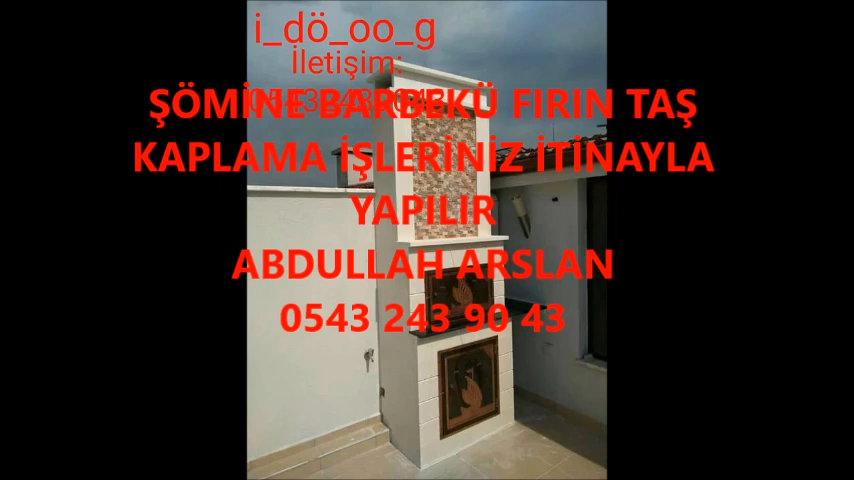 i_dö_oo_g
İletişim:
ŞÖMİNE BARBEKÜ FIRIN TAŞ
KAPLAMA İŞLERİNİZ İTİNAYLA
YAPILIR
ABDULLAH ARSLAN
0543 243 90 43